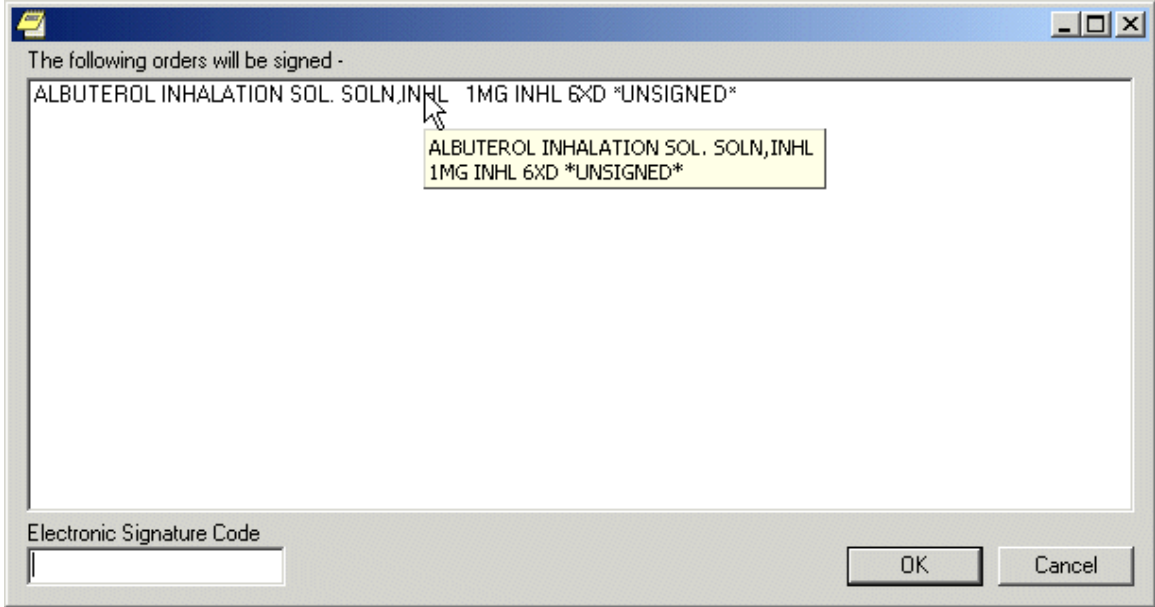 The following orders will be signed -
ALBUTEROL INHALATION SOL. SOLN,INHL   1MG INHL 6XD *UNSIGNED*
ALBUTEROL INHALATION SOL. SOLN,INHL
1MG INHL 6XD *UNSIGNED*
Electronic Signature Code
OK Cancel